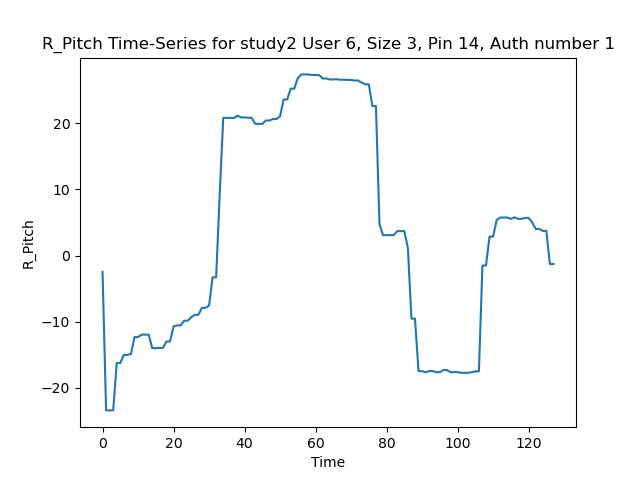 R_Pitch Time-Series for study2 User 6, Size 3, Pin 14, Auth number 1
20
10
0
−10
−20
R_Pitch
0 20 40 60 80 100 120
Time